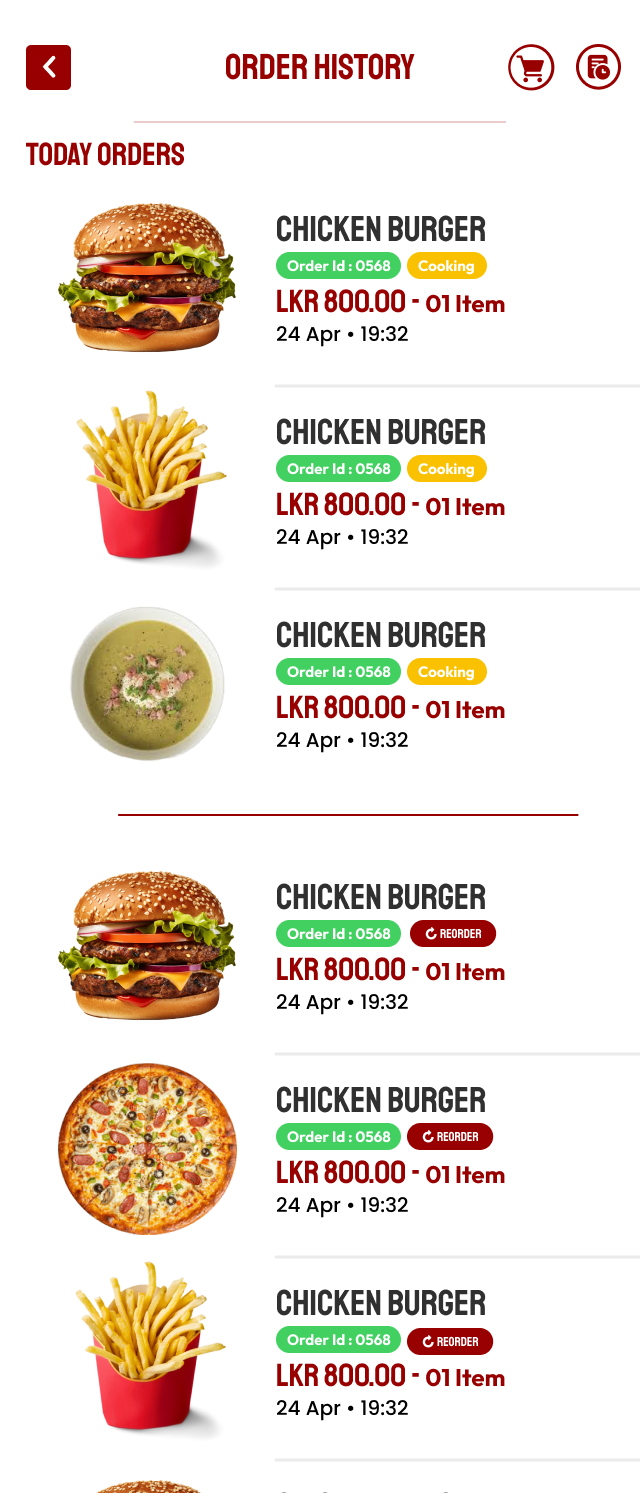 ORDER HISTORY
TODAY ORDERS
CHICKEN BURGER
Order Id : 0568 Cooking
LKR 800.00 - 01 Item
24 Apr • 19:32
CHICKEN BURGER
Order Id : 0568 Cooking
LKR 800.00 - 01 Item
24 Apr • 19:32
CHICKEN BURGER
Order Id : 0568 Cooking
LKR 800.00 - 01 Item
24 Apr • 19:32
CHICKEN BURGER
Order Id : 0568 REORDER
LKR 800.00 - 01 Item
24 Apr • 19:32
CHICKEN BURGER
Order Id : 0568 REORDER
LKR 800.00 - 01 Item
24 Apr • 19:32
CHICKEN BURGER
Order Id : 0568 REORDER
LKR 800.00 - 01 Item
24 Apr • 19:32